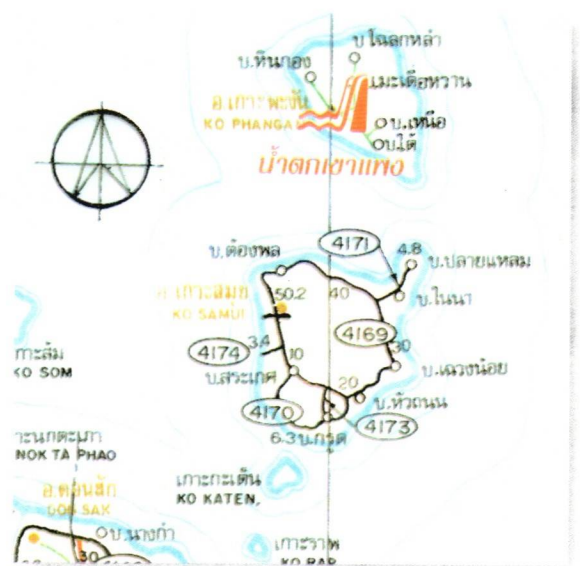 บ.โฉลกหลำ
บ.หินกอง
เมะเดือหวาน
อ.เกาะพะงัน
KO PHANGAN
บ.เหนือ
บ.ใต้
น้ำตกเขาแพง
4171
4.8
บ.ปลายแหลม
บ.ต้องพล
บ.ในนา
อ.เกาะสมุย
50.2
40
KO SAMUI
4169
3.4
4174
30
10
บ.เฉวงน้อย
บ.สระเกศ
20
บ.หัวถนน
4170
4173
6.3
บ.กรูด
กาะส้ม
KO SOM
าะนกตะเภา
NOK TA PHAO
เกาะกะเต็น
KO KATEN.
อ.ดอนสัก
DON SAK
บ.นางกำ
30
เกาะราพ
KO RAP